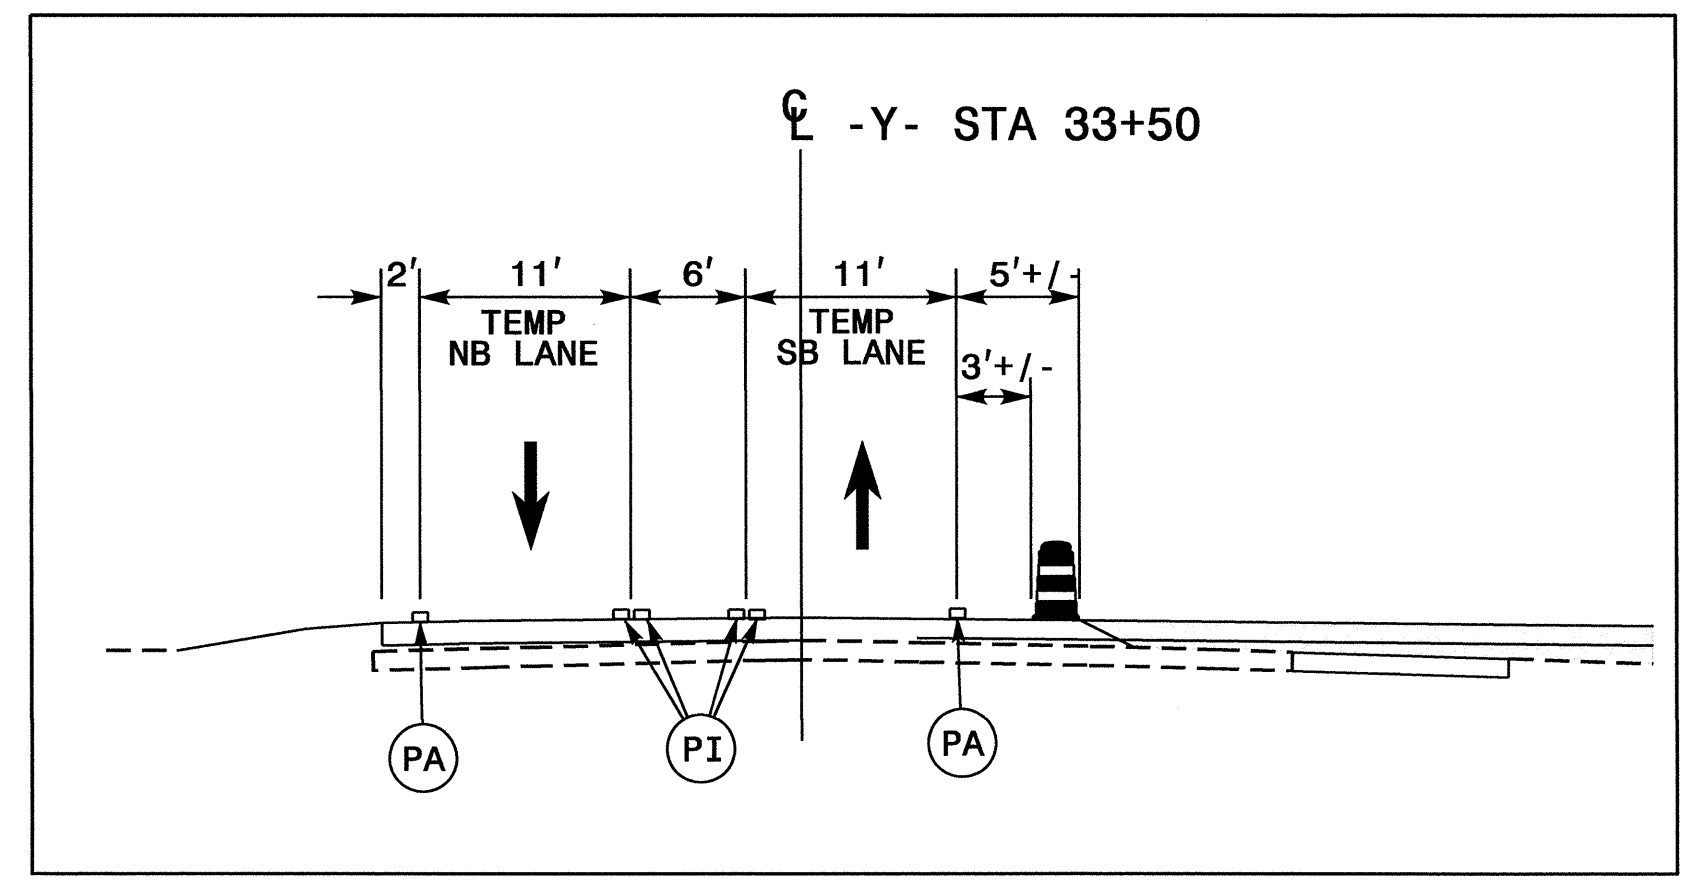 ℄ -Y- STA 33+50
2' 11' 6' 11' 5'+/-
TEMP TEMP
NB LANE SB LANE
3'+/-
PA PI PA